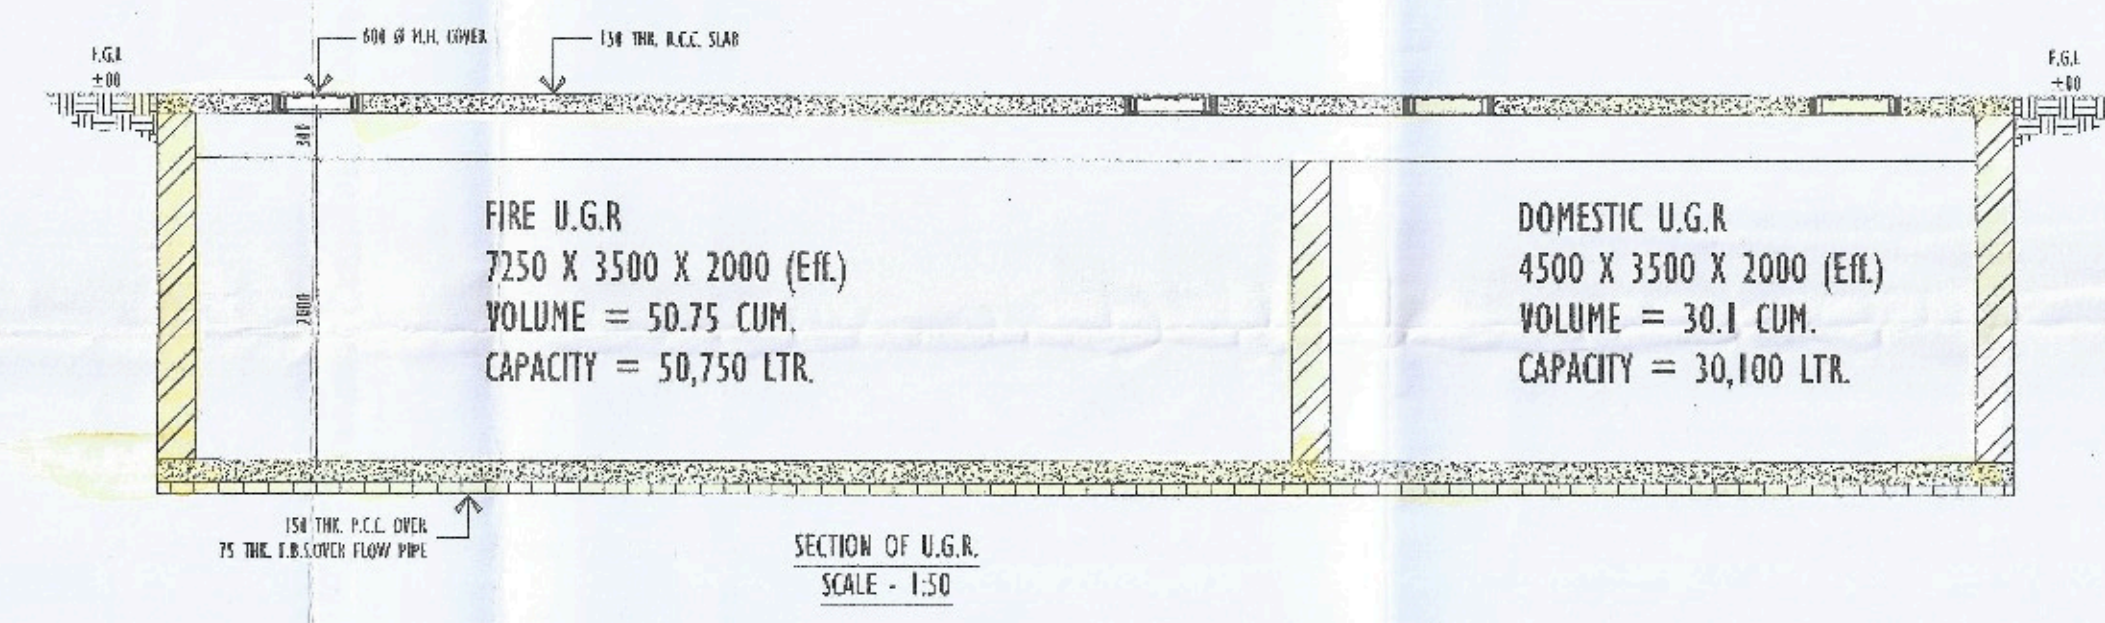 F.G.L
±00
600 Ø M.H. COVER
150 THK. R.C.C. SLAB
F.G.L
±00
300
2000
FIRE U.G.R
7250 X 3500 X 2000 (Eff.)
VOLUME = 50.75 CUM.
CAPACITY = 50,750 LTR.
DOMESTIC U.G.R
4500 X 3500 X 2000 (Eff.)
VOLUME = 30.1 CUM.
CAPACITY = 30,100 LTR.
150 THK. P.C.C. OVER
75 THK. B.B.S.OVER FLOW PIPE
SECTION OF U.G.R.
SCALE - 1:50